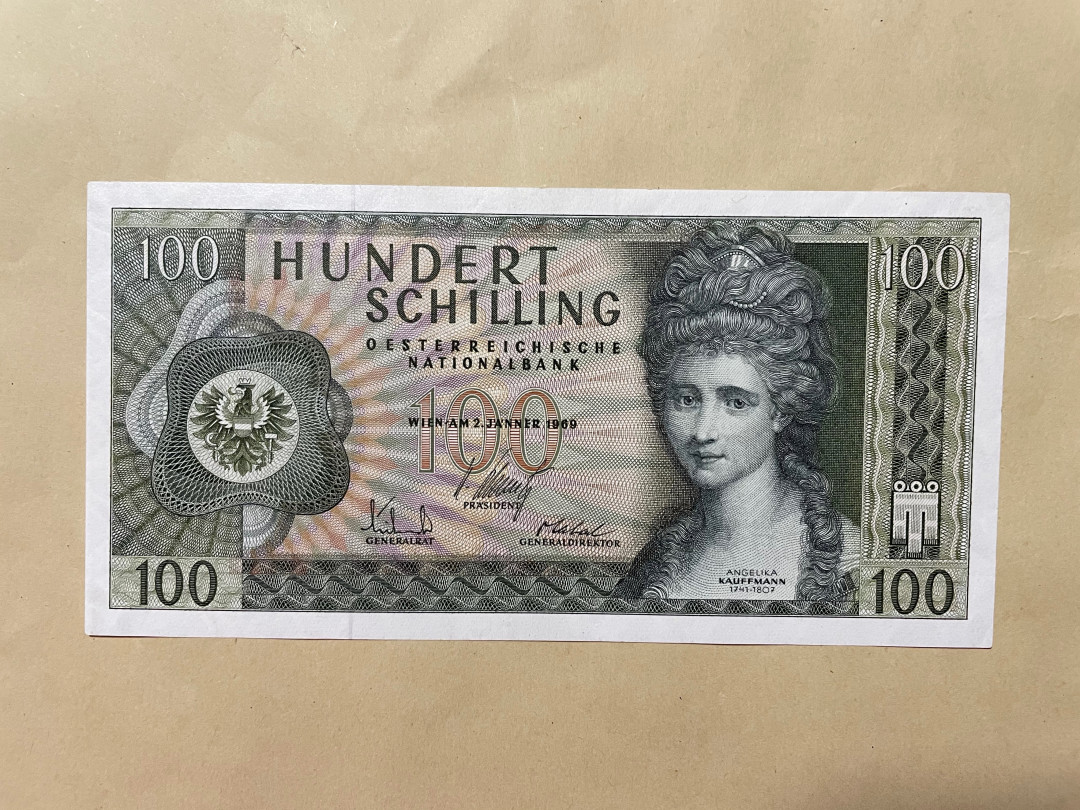 100
HUNDERT
SCHILLING
OESTERREICHISCHE
NATIONALBANK
100
WIEN AM 2. JÄNNER 1969
PRÄSIDENT
GENERALRAT
GENERALDIREKTOR
100
ANGELIKA
KAUFFMANN
1741-1807
100
100